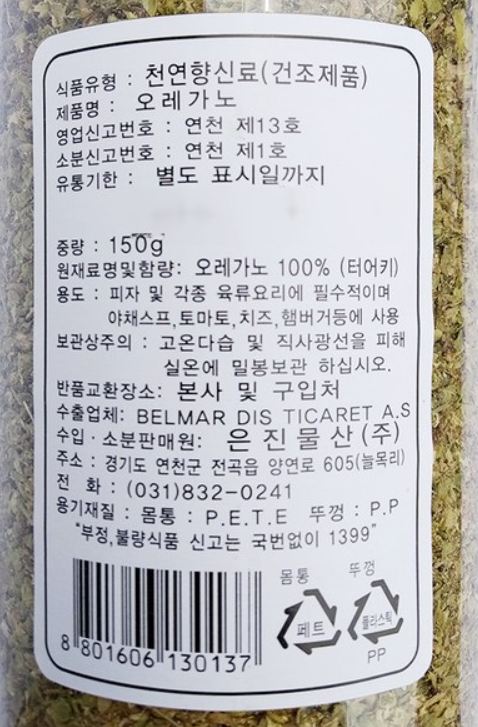 식품유형 : 천연향신료(건조제품)
제품명 : 오레가노
영업신고번호 : 연천 제13호
소분신고번호 : 연천 제1호
유통기한 : 별도 표시일까지
중량 : 150g
원재료명및함량: 오레가노 100% (터어키)
용도 : 피자 및 각종 육류요리에 필수적이며
야채스프,토마토,치즈,햄버거등에 사용
보관상주의 : 고온다습 및 직사광선을 피해
실온에 밀봉보관 하십시오.
반품교환장소: 본사 및 구입처
수출업체: BELMAR DIS TICARET A.S
수입·소분판매원: 은진물산(주)
주소 : 경기도 연천군 전곡읍 양연로 605(늘목리)
전 화 : (031)832-0241
용기재질 : 몸통 : P.E.T.E 뚜껑 : P.P
"부정,불량식품 신고는 국번없이 1399"
몸통 뚜껑
페트 플라스틱
PP
8 801606 130137